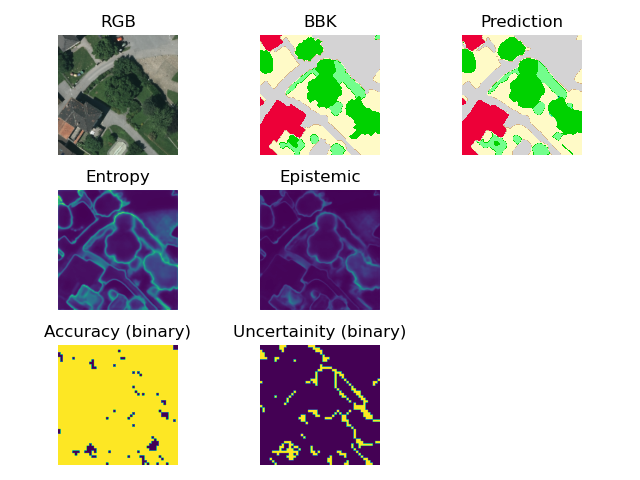 RGB
BBK
Prediction
Entropy
Epistemic
Accuracy (binary)
Uncertainity (binary)